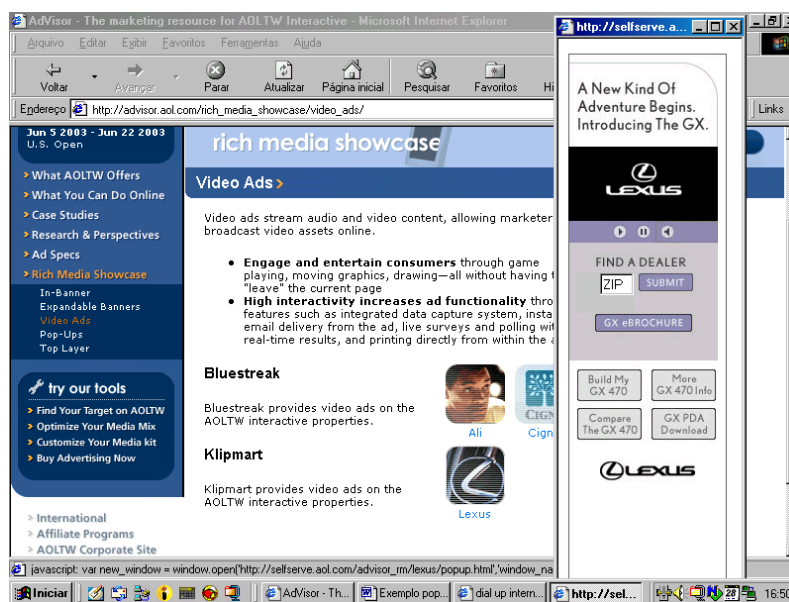 AdVisor - The marketing resource for AOLTW Interactive - Microsoft Internet Explorer
Arquivo Editar Exibir Favoritos Ferramentas Ajuda
Voltar Avançar Parar Atualizar Página inicial Pesquisar Favoritos
Endereço http://advisor.aol.com/rich_media_showcase/video_ads/
Links
Jun 5 2003 - Jun 22 2003
U.S. Open
> What AOLTW Offers
> What You Can Do Online
> Case Studies
> Research & Perspectives
> Ad Specs
> Rich Media Showcase
In-Banner
Expandable Banners
Video Ads
Pop-Ups
Top Layer
try our tools
> Find Your Target on AOLTW
> Optimize Your Media Mix
> Customize Your Media kit
> Buy Advertising Now
> International
> Affiliate Programs
> AOLTW Corporate Site
rich media showcase
Video Ads >
Video ads stream audio and video content, allowing marketer
broadcast video assets online.
• Engage and entertain consumers through game
playing, moving graphics, drawing—all without having
"leave" the current page
• High interactivity increases ad functionality thro
features such as integrated data capture system, insta
email delivery from the ad, live surveys and polling wit
real-time results, and printing directly from within the
Bluestreak
Bluestreak provides video ads on the
AOLTW interactive properties.
Ali
CIGN
Cign
Klipmart
Klipmart provides video ads on the
AOLTW interactive properties.
Lexus
http://selfserve.a...
A New Kind Of
Adventure Begins.
Introducing The GX.
LEXUS
FIND A DEALER
ZIP SUBMIT
GX eBROCHURE
Build My
GX 470
More
GX 470 Info
Compare
The GX 470
GX PDA
Download
LEXUS
javascript: var new_window = window.open('http://selfserve.aol.com/advisor_rm/lexus/popup.html','window_na
Iniciar AdVisor - Th... Exemplo pop... dial up intern... http://sel... 28 16:50